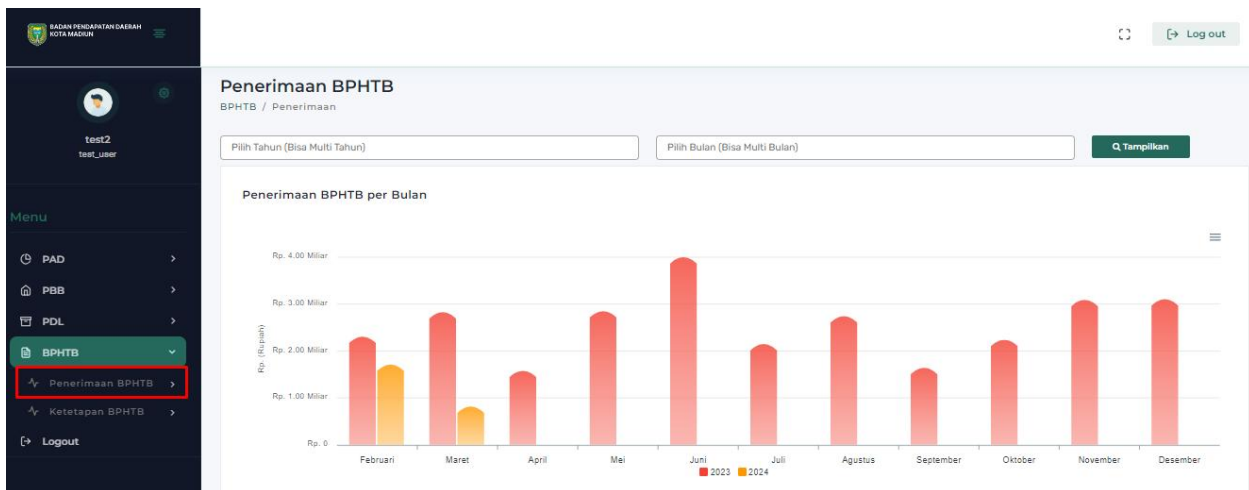 BADAN PENDAPATAN DAERAH
KOTA MADIUN
Log out
test2
test_user
Menu
PAD
PBB
PDL
BPHTB
Penerimaan BPHTB
Ketetapan BPHTB
Logout
Penerimaan BPHTB
BPHTB / Penerimaan
Pilih Tahun (Bisa Multi Tahun)
Pilih Bulan (Bisa Multi Bulan)
Tampilkan
Penerimaan BPHTB per Bulan
Rp. (Rupiah)
Rp. 4.00 Miliar
Rp. 3.00 Miliar
Rp. 2.00 Miliar
Rp. 1.00 Miliar
Rp. 0
Februari Maret April Mei Juni Juli Agustus September Oktober November Desember
2023 2024